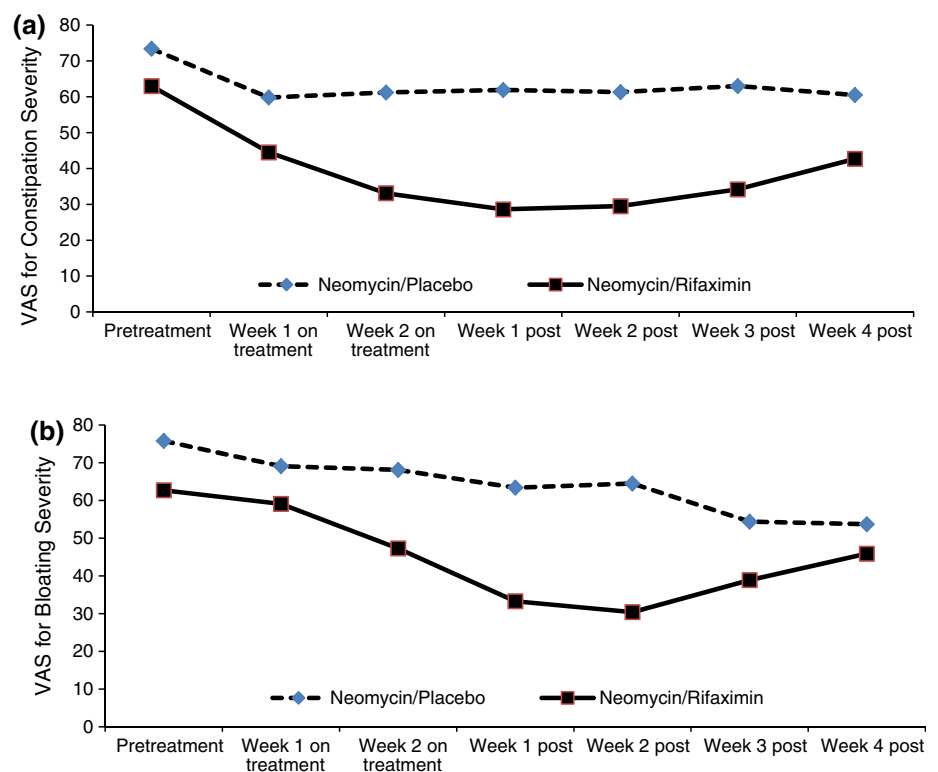 (a)
VAS for Constipation Severity
80
70
60
50
40
30
20
10
0
Neomycin/Placebo
Neomycin/Rifaximin
Pretreatment
Week 1 on
treatment
Week 2 on
treatment
Week 1 post
Week 2 post
Week 3 post
Week 4 post
(b)
VAS for Bloating Severity
80
70
60
50
40
30
20
10
0
Neomycin/Placebo
Neomycin/Rifaximin
Pretreatment
Week 1 on
treatment
Week 2 on
treatment
Week 1 post
Week 2 post
Week 3 post
Week 4 post